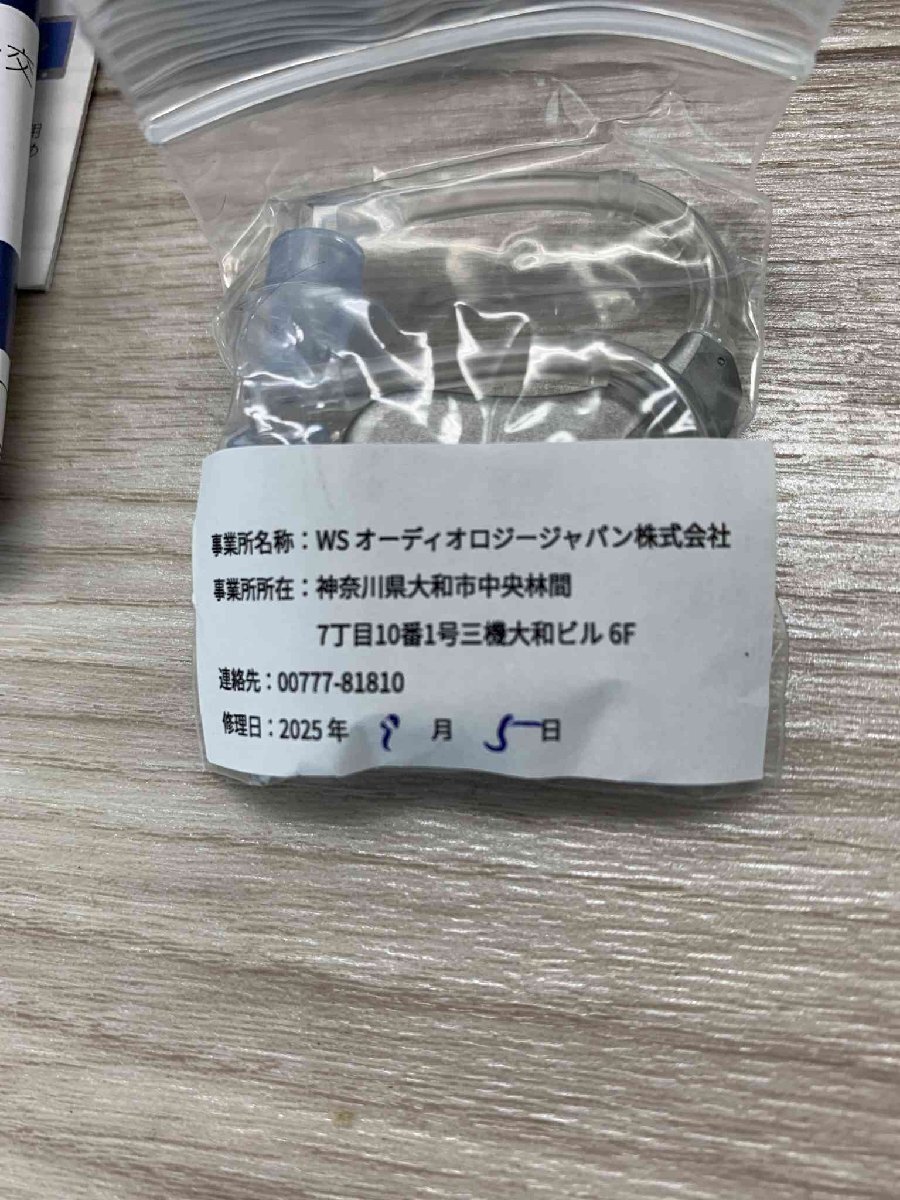 交
用
事業所名称：WS オーディオロジージャパン株式会社
事業所所在：神奈川県大和市中央林間
7丁目10番1号三機大和ビル 6F
連絡先：00777-81810
修理日：2025 年 月 5日